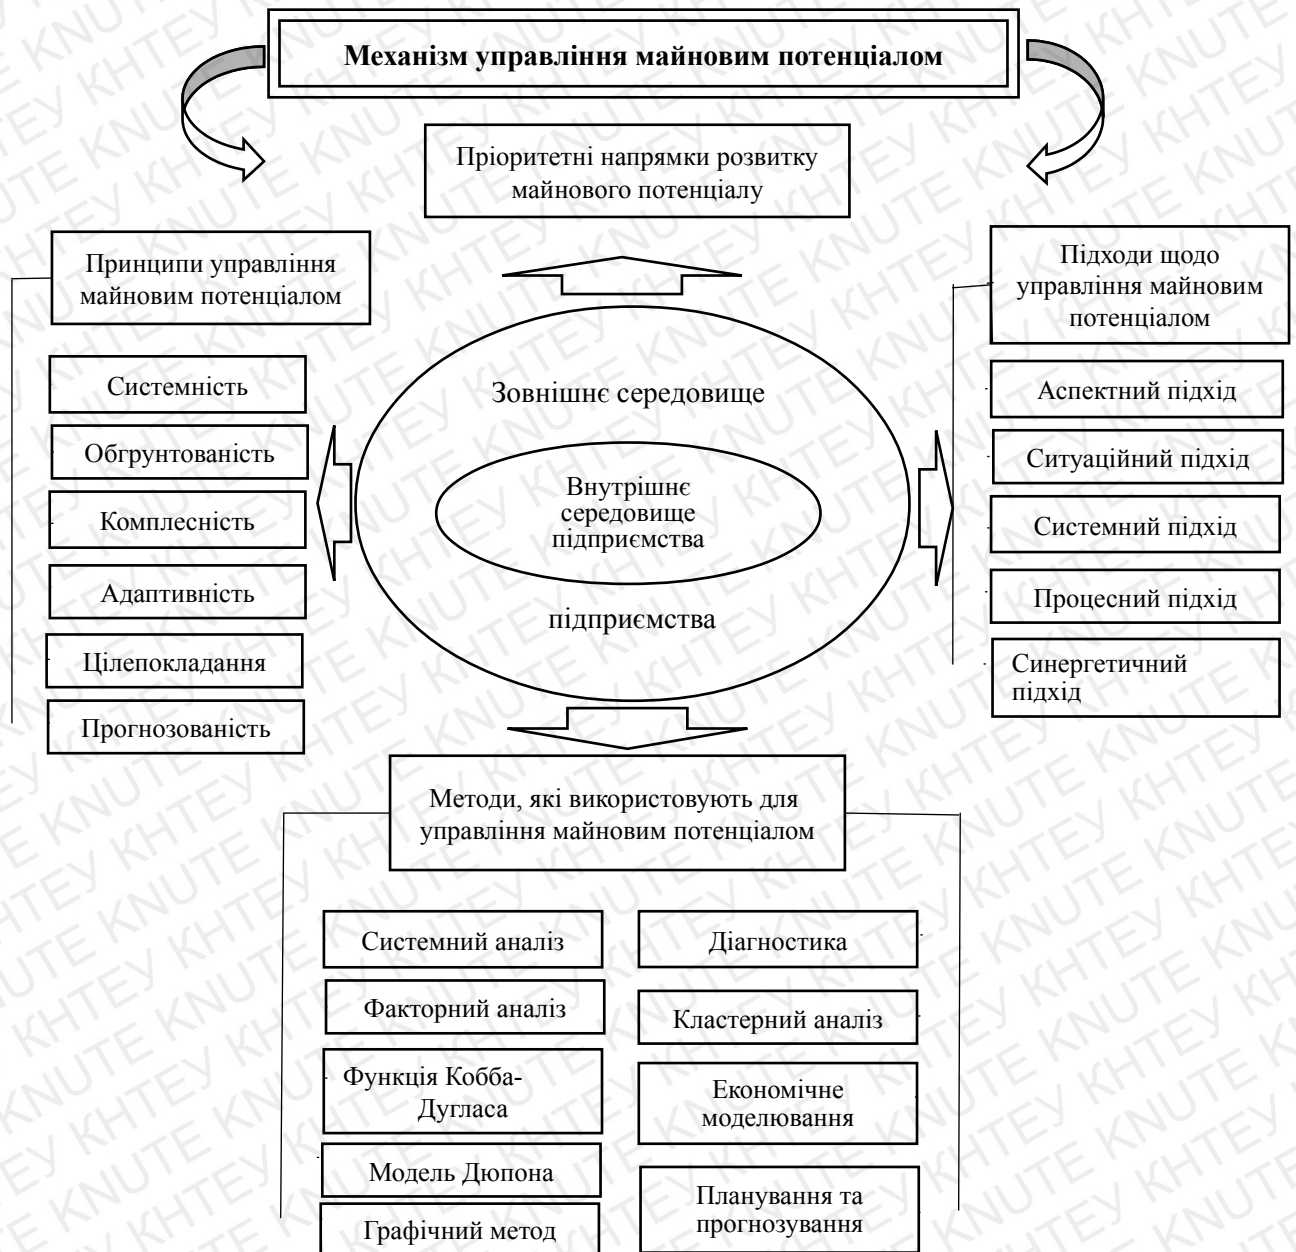 Механізм управління майновим потенціалом
Пріоритетні напрямки розвитку
майнового потенціалу
Принципи управління
майновим потенціалом
Системність
Обгрунтованість
Комплесність
Адаптивність
Цілепокладання
Прогнозованість
Зовнішнє середовище
Внутрішнє
середовище
підприємства
підприємства
Підходи щодо
управління майновим
потенціалом
Аспектний підхід
Ситуаційний підхід
Системний підхід
Процесний підхід
Синергетичний
підхід
Методи, які використовують для
управління майновим потенціалом
Системний аналіз
Факторний аналіз
Функція Кобба-
Дугласа
Модель Дюпона
Графічний метод
Діагностика
Кластерний аналіз
Економічне
моделювання
Планування та
прогнозування
КНТЕУ KNUTE